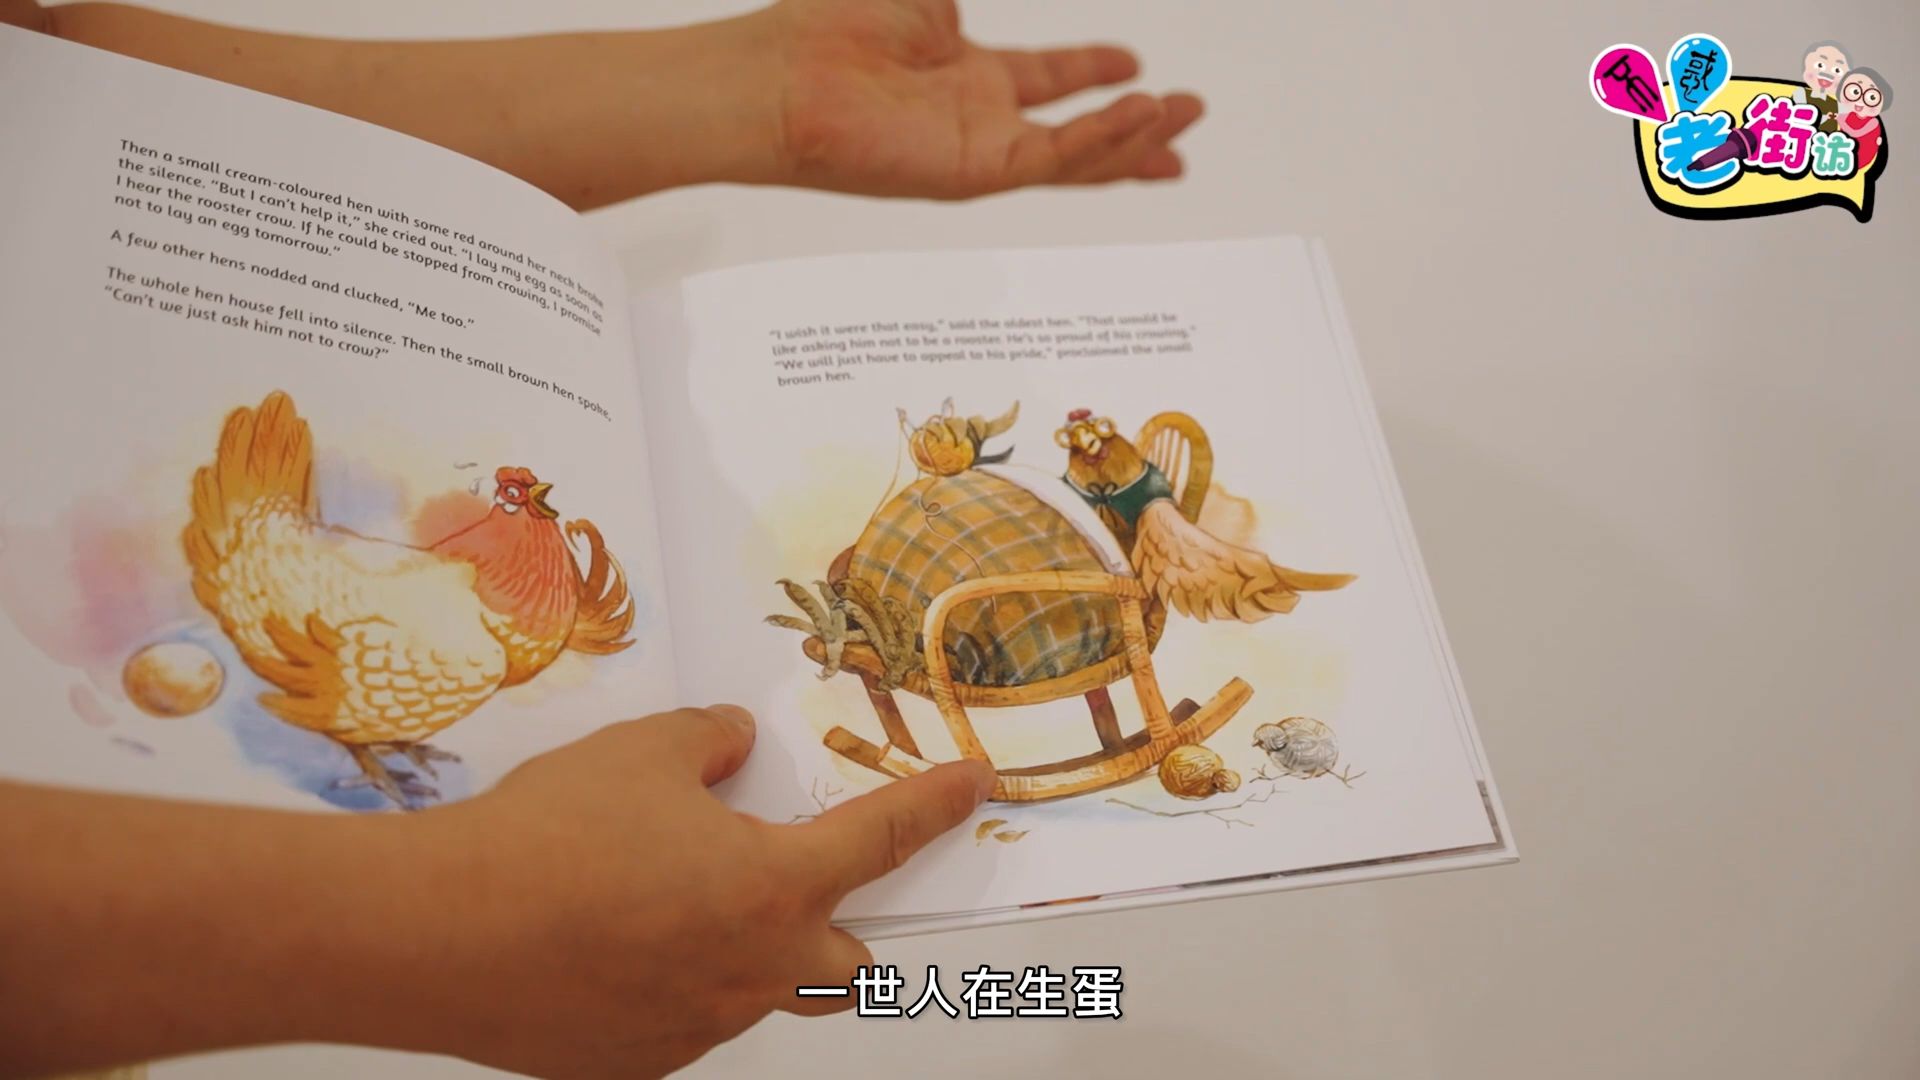 Then a small cream-coloured hen with some red around her neck broke
the silence. “But I can’t help it,” she cried out. “I lay my egg as soon as
I hear the rooster crow. If he could be stopped from crowing, I promise
not to lay an egg tomorrow.”
A few other hens nodded and clucked, “Me too.”
The whole hen house fell into silence. Then the small brown hen spoke,
“Can’t we just ask him not to crow?”
“I wish it were that easy,” said the oldest hen. “That would be
like asking him not to be a rooster. He’s so proud of his crowing.”
“We will just have to appeal to his pride,” proclaimed the small
brown hen.
感
老街访
一世人在生蛋